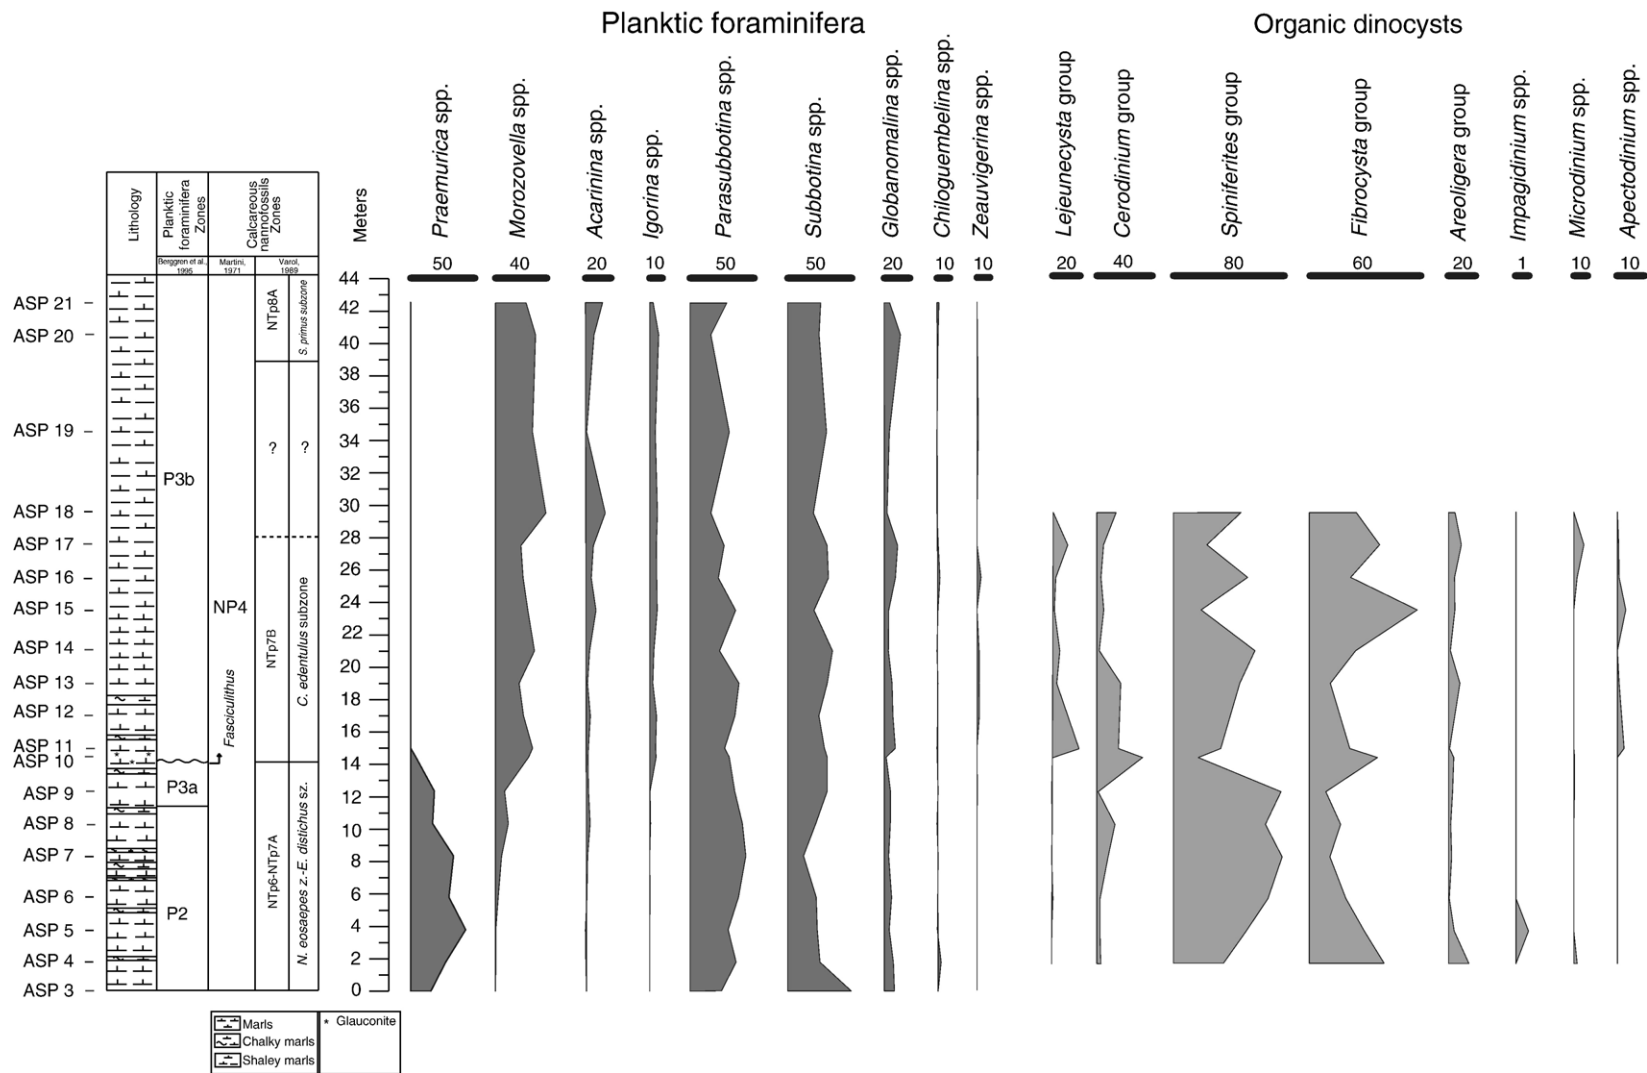 Planktic foraminifera
Organic dinocysts
Praemurica spp.
Morozovella spp.
Acarinina spp.
Igorina spp.
Parasubbotina spp.
Subbotina spp.
Globanomalina spp.
Chiloguembelina spp.
Zeauvigerina spp.
Lejeunecysta group
Cerodinium group
Spiniferites group
Fibrocysta group
Areoligera group
Impagidinium spp.
Microdinium spp.
Apectodinium spp.
Lithology
Planktic
foraminifera
Zones
Calcareous
nannofossils
Zones
Meters
Berggren et al.,
1995
Martini,
1971
Varol,
1989
50
40
20
10
50
50
20
10
10
20
40
80
60
20
1
10
10
44
42
40
38
36
34
32
30
28
26
24
22
20
18
16
14
12
10
8
6
4
2
0
ASP 21
ASP 20
ASP 19
ASP 18
ASP 17
ASP 16
ASP 15
ASP 14
ASP 13
ASP 12
ASP 11
ASP 10
ASP 9
ASP 8
ASP 7
ASP 6
ASP 5
ASP 4
ASP 3
P3b
P3a
P2
NP4
Fasciculithus
NTp8A
S. primus subzone
?
?
NTp7B
C. edentulus subzone
NTp6-NTp7A
N. eosaepes z.-E. distichus sz.
Marls
Chalky marls
Shaley marls
* Glauconite